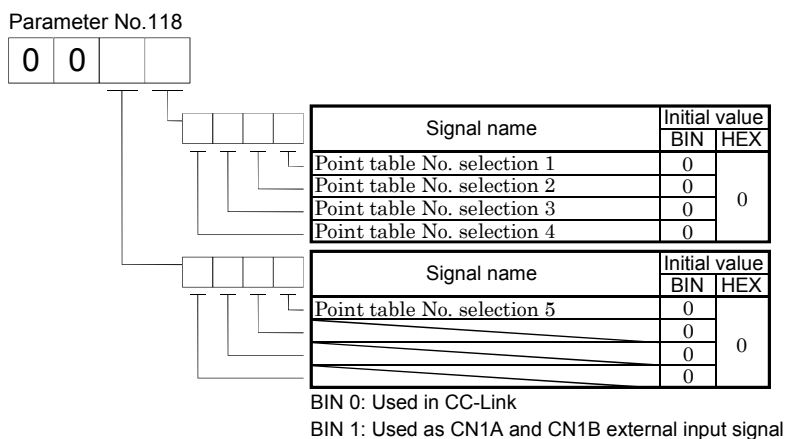 Parameter No.118
0 0
Signal name Initial value
BIN HEX
Point table No. selection 1 0
Point table No. selection 2 0
0
Point table No. selection 3 0
Point table No. selection 4 0
Signal name Initial value
BIN HEX
Point table No. selection 5 0
0
0
0
0
BIN 0: Used in CC-Link
BIN 1: Used as CN1A and CN1B external input signal